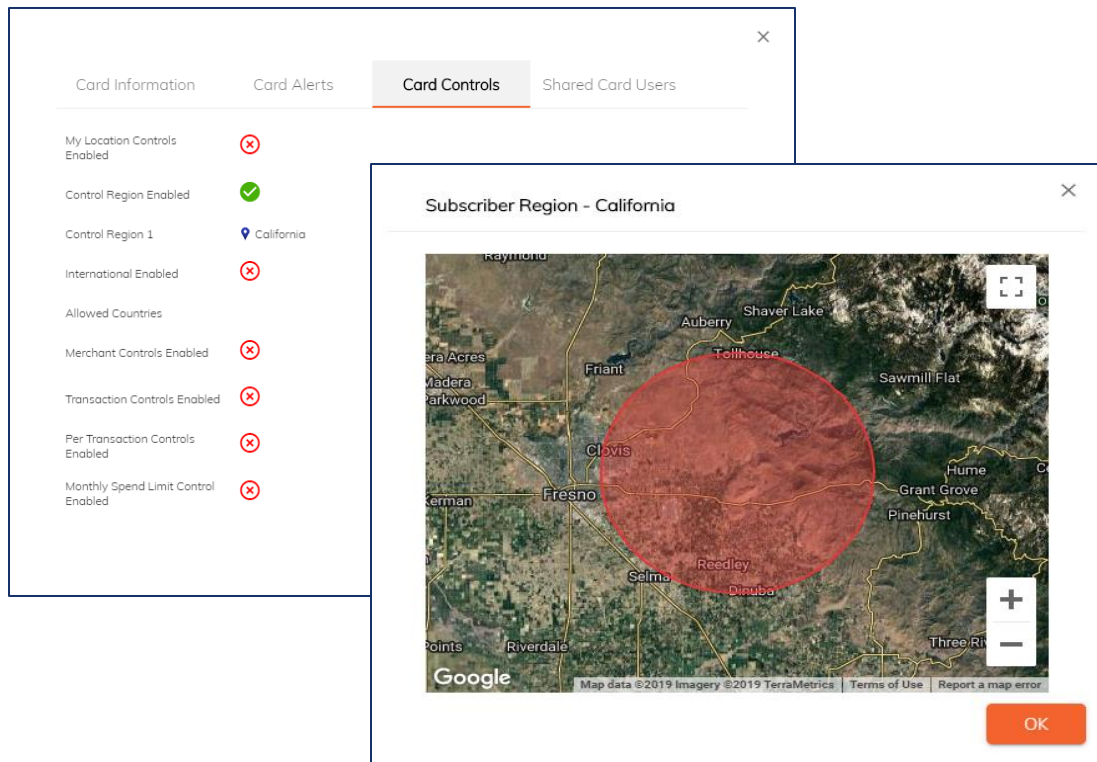 Card Information Card Alerts Card Controls Shared Card Users
My Location Controls
Enabled
Control Region Enabled
Control Region 1 California
International Enabled
Allowed Countries
Merchant Controls Enabled
Transaction Controls Enabled
Per Transaction Controls
Enabled
Monthly Spend Limit Control
Enabled
Subscriber Region - California
Raymond
Shaver Lake
Auberry
Tollhouse
era Acres
Friant
Madera
Parkwood
Sawmill Flat
Clovis
Hume
Fresno
Grant Grove
Kerman
Pinehurst
Reedley
Selma
Dinuba
Points
Riverdale
Three Ri
Google
Map data ©2019 Imagery ©2019 TerraMetrics Terms of Use Report a map error
OK